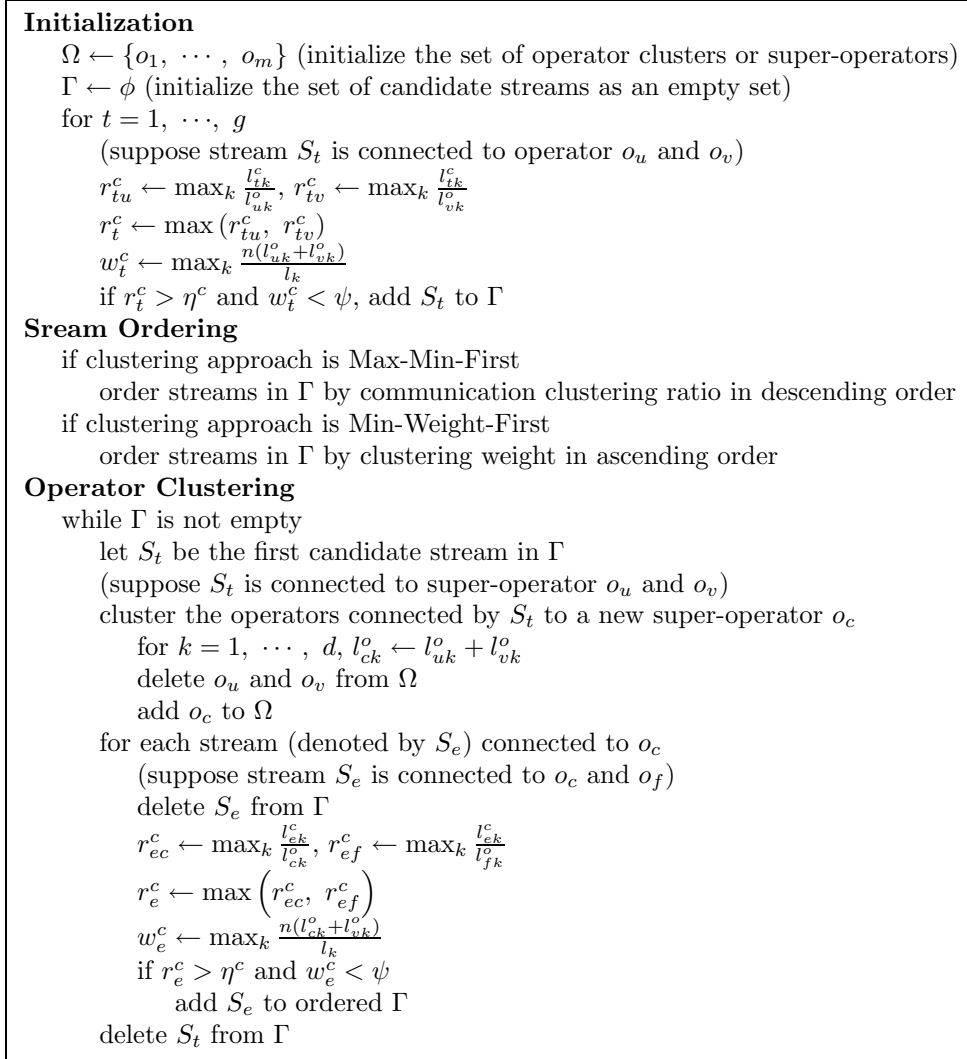 Initialization
Ω ← {o₁, ⋯ , oₘ} (initialize the set of operator clusters or super-operators)
Γ ← ϕ (initialize the set of candidate streams as an empty set)
for t = 1, ⋯, g
(suppose stream S_t is connected to operator o_u and o_v)
r^c_{tu} ← max_k \frac{l^c_{tk}}{l^o_{uk}}, r^c_{tv} ← max_k \frac{l^c_{tk}}{l^o_{vk}}
r^c_t ← max (r^c_{tu}, r^c_{tv})
w^c_t ← max_k \frac{n(l^o_{uk}+l^o_{vk})}{l_k}
if r^c_t > η^c and w^c_t < ψ, add S_t to Γ
Sream Ordering
if clustering approach is Max-Min-First
order streams in Γ by communication clustering ratio in descending order
if clustering approach is Min-Weight-First
order streams in Γ by clustering weight in ascending order
Operator Clustering
while Γ is not empty
let S_t be the first candidate stream in Γ
(suppose S_t is connected to super-operator o_u and o_v)
cluster the operators connected by S_t to a new super-operator o_c
for k = 1, ⋯ , d, l^o_{ck} ← l^o_{uk} + l^o_{vk}
delete o_u and o_v from Ω
add o_c to Ω
for each stream (denoted by S_e) connected to o_c
(suppose stream S_e is connected to o_c and o_f)
delete S_e from Γ
r^c_{ec} ← max_k \frac{l^c_{ek}}{l^o_{ck}}, r^c_{ef} ← max_k \frac{l^c_{ek}}{l^o_{fk}}
r^c_e ← max (r^c_{ec}, r^c_{ef})
w^c_e ← max_k \frac{n(l^o_{ck}+l^o_{vk})}{l_k}
if r^c_e > η^c and w^c_e < ψ
add S_e to ordered Γ
delete S_t from Γ